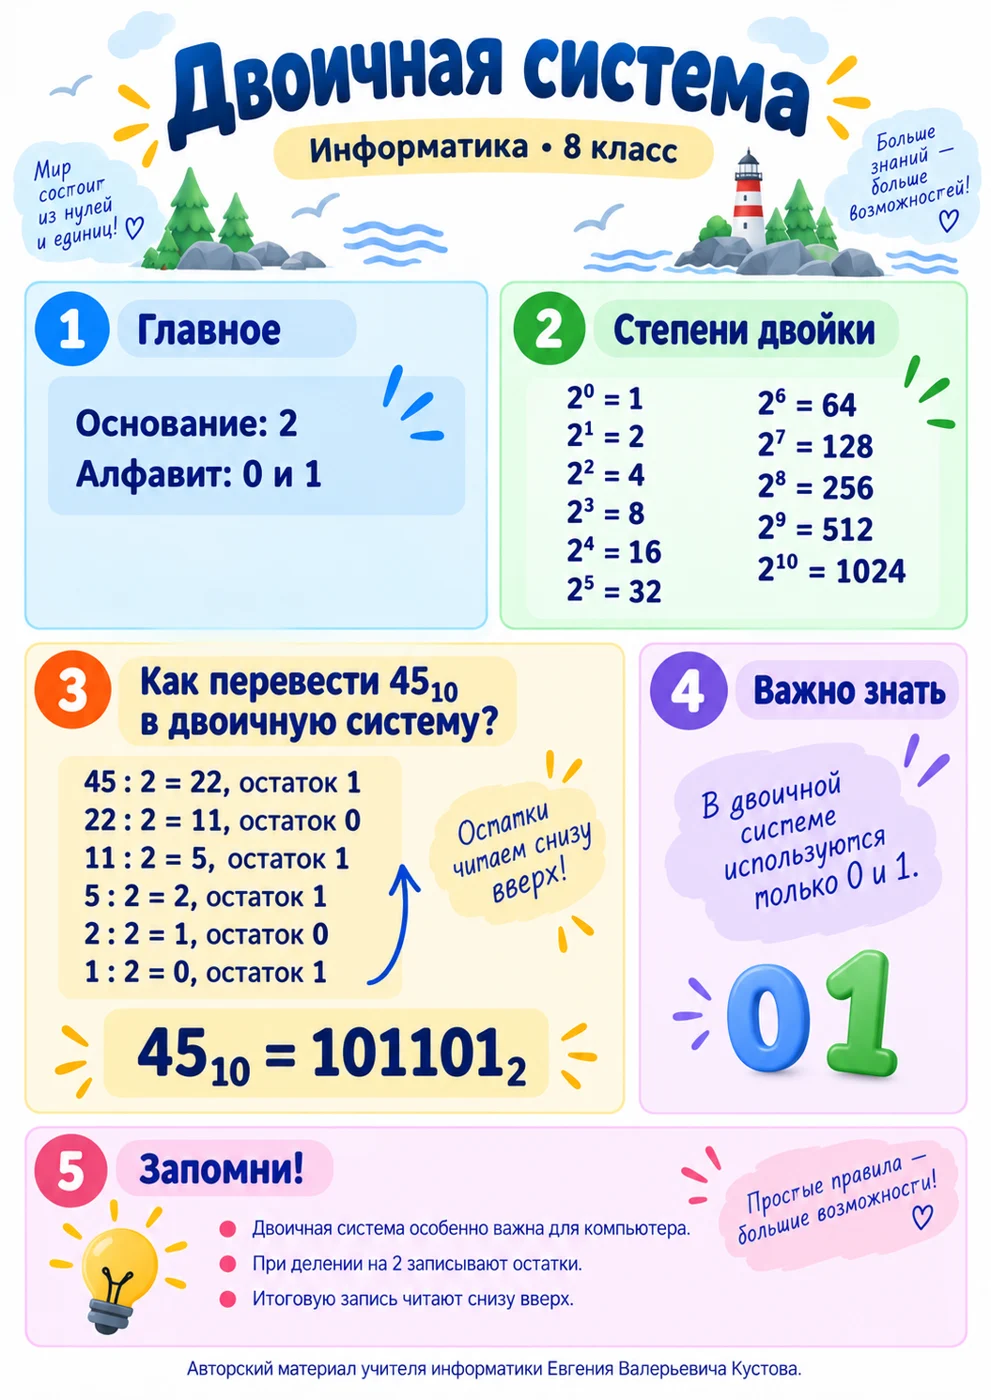 Двоичная система
Информатика • 8 класс
Мир
состоит
из нулей
и единиц! ♡
Больше
знаний —
больше
возможностей!
♡
1 Главное
Основание: 2
Алфавит: 0 и 1
2 Степени двойки
2⁰ = 1
2¹ = 2
2² = 4
2³ = 8
2⁴ = 16
2⁵ = 32
2⁶ = 64
2⁷ = 128
2⁸ = 256
2⁹ = 512
2¹⁰ = 1024
3 Как перевести 45₁₀
в двоичную систему?
45 : 2 = 22, остаток 1
22 : 2 = 11, остаток 0
11 : 2 = 5, остаток 1
5 : 2 = 2, остаток 1
2 : 2 = 1, остаток 0
1 : 2 = 0, остаток 1
Остатки
читаем снизу
вверх!
45₁₀ = 101101₂
4 Важно знать
В двоичной
системе
используются
только 0 и 1.
01
5 Запомни!
Двоичная система особенно важна для компьютера.
При делении на 2 записывают остатки.
Итоговую запись читают снизу вверх.
Простые правила —
большие возможности!
♡
Авторский материал учителя информатики Евгения Валерьевича Кустова.